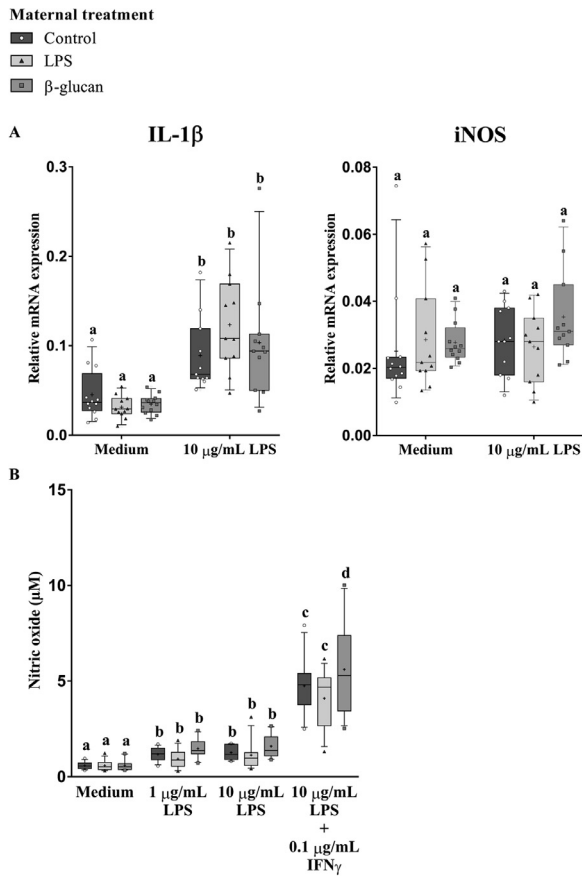 Maternal treatment
Control
LPS
β-glucan
A
IL-1β
iNOS
Relative mRNA expression
0.3
0.2
0.1
0.0
a
a
a
b
b
b
Medium
10 µg/mL LPS
Relative mRNA expression
0.08
0.06
0.04
0.02
0.00
a
a
a
a
a
a
Medium
10 µg/mL LPS
B
Nitric oxide (µM)
15
10
5
0
a
a
a
b
b
b
b
b
b
c
c
d
Medium
1 µg/mL
LPS
10 µg/mL
LPS
10 µg/mL
LPS
+
0.1 µg/mL
IFNγ